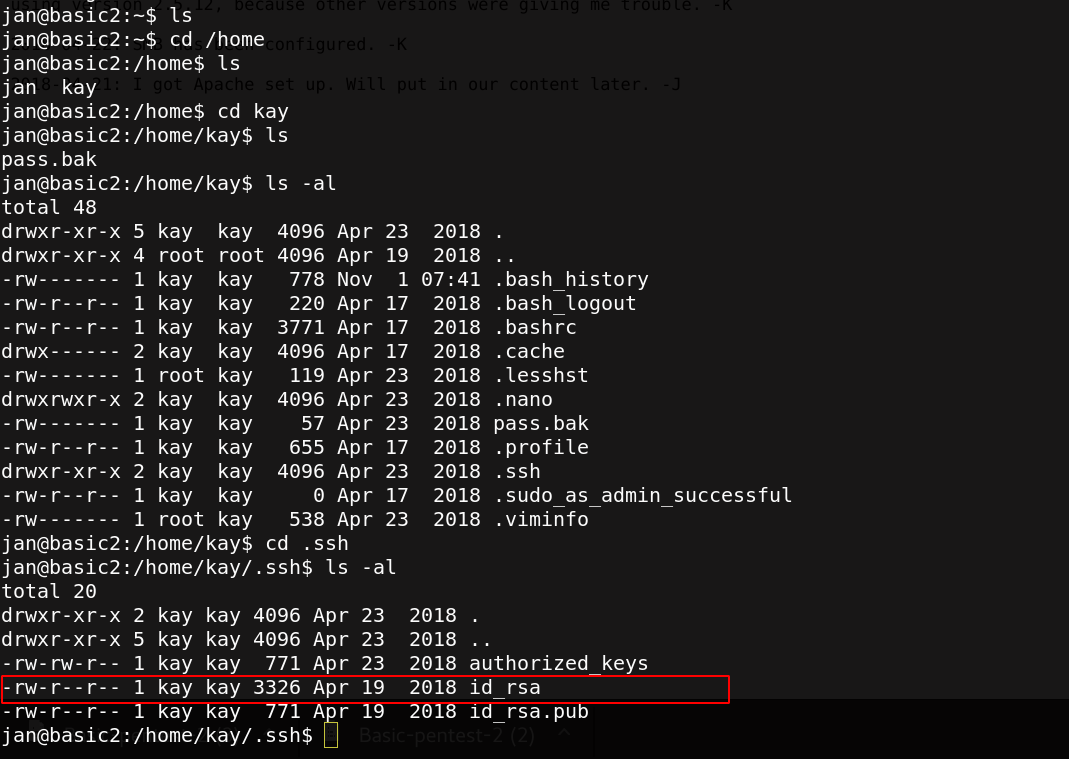 using version 2.5.12, because other versions were giving me trouble. -K
jan@basic2:~$ ls
jan@basic2:~$ cd /home
has been configured. -K
jan@basic2:/home$ ls
2018-04-21: I got Apache set up. Will put in our content later. -J
jan  kay
jan@basic2:/home$ cd kay
jan@basic2:/home/kay$ ls
pass.bak
jan@basic2:/home/kay$ ls -al
total 48
drwxr-xr-x 5 kay  kay  4096 Apr 23  2018 .
drwxr-xr-x 4 root root 4096 Apr 19  2018 ..
-rw------- 1 kay  kay   778 Nov  1 07:41 .bash_history
-rw-r--r-- 1 kay  kay   220 Apr 17  2018 .bash_logout
-rw-r--r-- 1 kay  kay  3771 Apr 17  2018 .bashrc
drwx------ 2 kay  kay  4096 Apr 17  2018 .cache
-rw------- 1 root kay   119 Apr 23  2018 .lesshst
drwxrwxr-x 2 kay  kay  4096 Apr 23  2018 .nano
-rw------- 1 kay  kay    57 Apr 23  2018 pass.bak
-rw-r--r-- 1 kay  kay   655 Apr 17  2018 .profile
drwxr-xr-x 2 kay  kay  4096 Apr 23  2018 .ssh
-rw-r--r-- 1 kay  kay     0 Apr 17  2018 .sudo_as_admin_successful
-rw------- 1 root kay   538 Apr 23  2018 .viminfo
jan@basic2:/home/kay$ cd .ssh
jan@basic2:/home/kay/.ssh$ ls -al
total 20
drwxr-xr-x 2 kay kay 4096 Apr 23  2018 .
drwxr-xr-x 5 kay kay 4096 Apr 23  2018 ..
-rw-rw-r-- 1 kay kay  771 Apr 23  2018 authorized_keys
-rw-r--r-- 1 kay kay 3326 Apr 19  2018 id_rsa
-rw-r--r-- 1 kay kay  771 Apr 19  2018 id_rsa.pub
jan@basic2:/home/kay/.ssh$
Basic-pentest-2 (2)